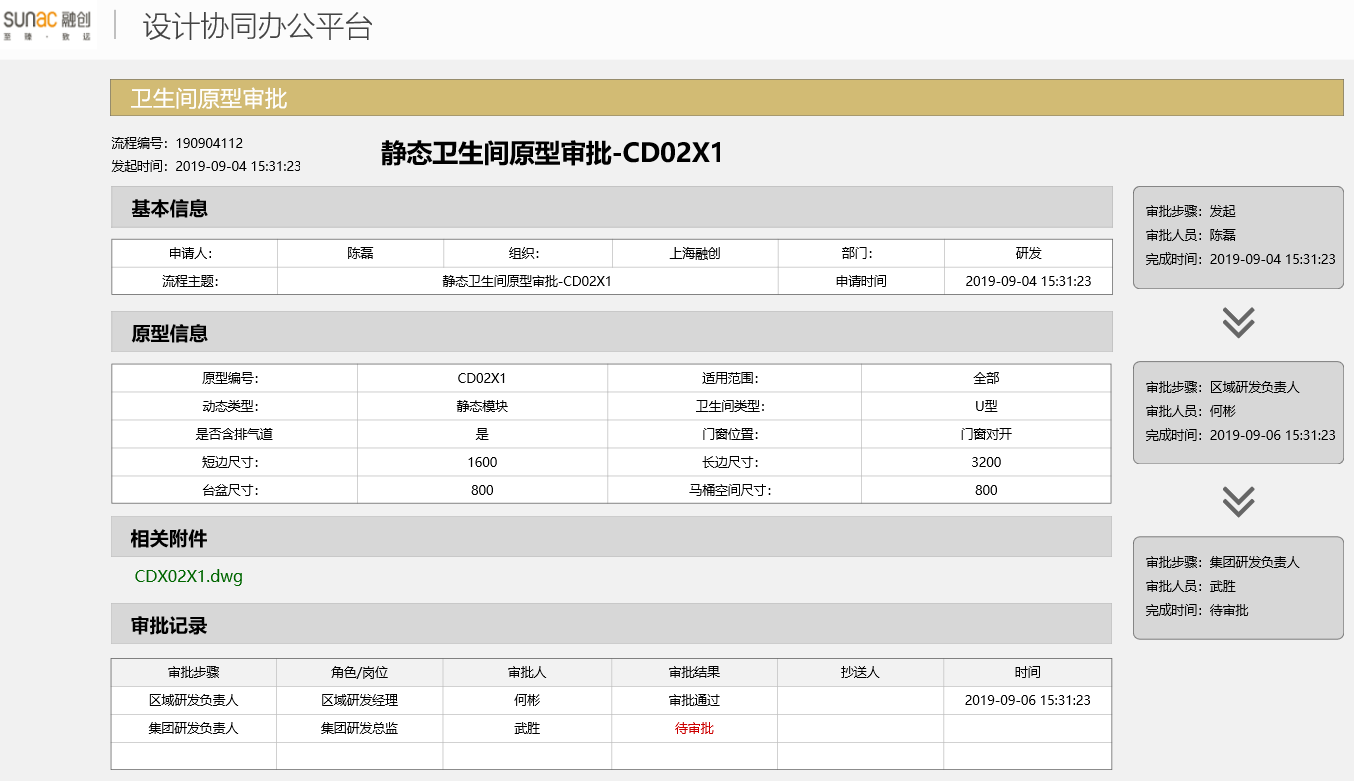 sunac 融创
至臻·致远
设计协同办公平台
卫生间原型审批
流程编号：190904112
发起时间：2019-09-04 15:31:23
静态卫生间原型审批-CD02X1
基本信息
申请人： 陈磊 组织： 上海融创 部门： 研发
流程主题： 静态卫生间原型审批-CD02X1 申请时间 2019-09-04 15:31:23
原型信息
原型编号： CD02X1 适用范围： 全部
动态类型： 静态模块 卫生间类型： U型
是否含排气道 是 门窗位置： 门窗对开
短边尺寸： 1600 长边尺寸： 3200
台盆尺寸： 800 马桶空间尺寸： 800
相关附件
CDX02X1.dwg
审批记录
审批步骤 角色/岗位 审批人 审批结果 抄送人 时间
区域研发负责人 区域研发经理 何彬 审批通过 2019-09-06 15:31:23
集团研发负责人 集团研发总监 武胜 待审批
审批步骤：发起
审批人员：陈磊
完成时间：2019-09-04 15:31:23
审批步骤：区域研发负责人
审批人员：何彬
完成时间：2019-09-06 15:31:23
审批步骤：集团研发负责人
审批人员：武胜
完成时间：待审批